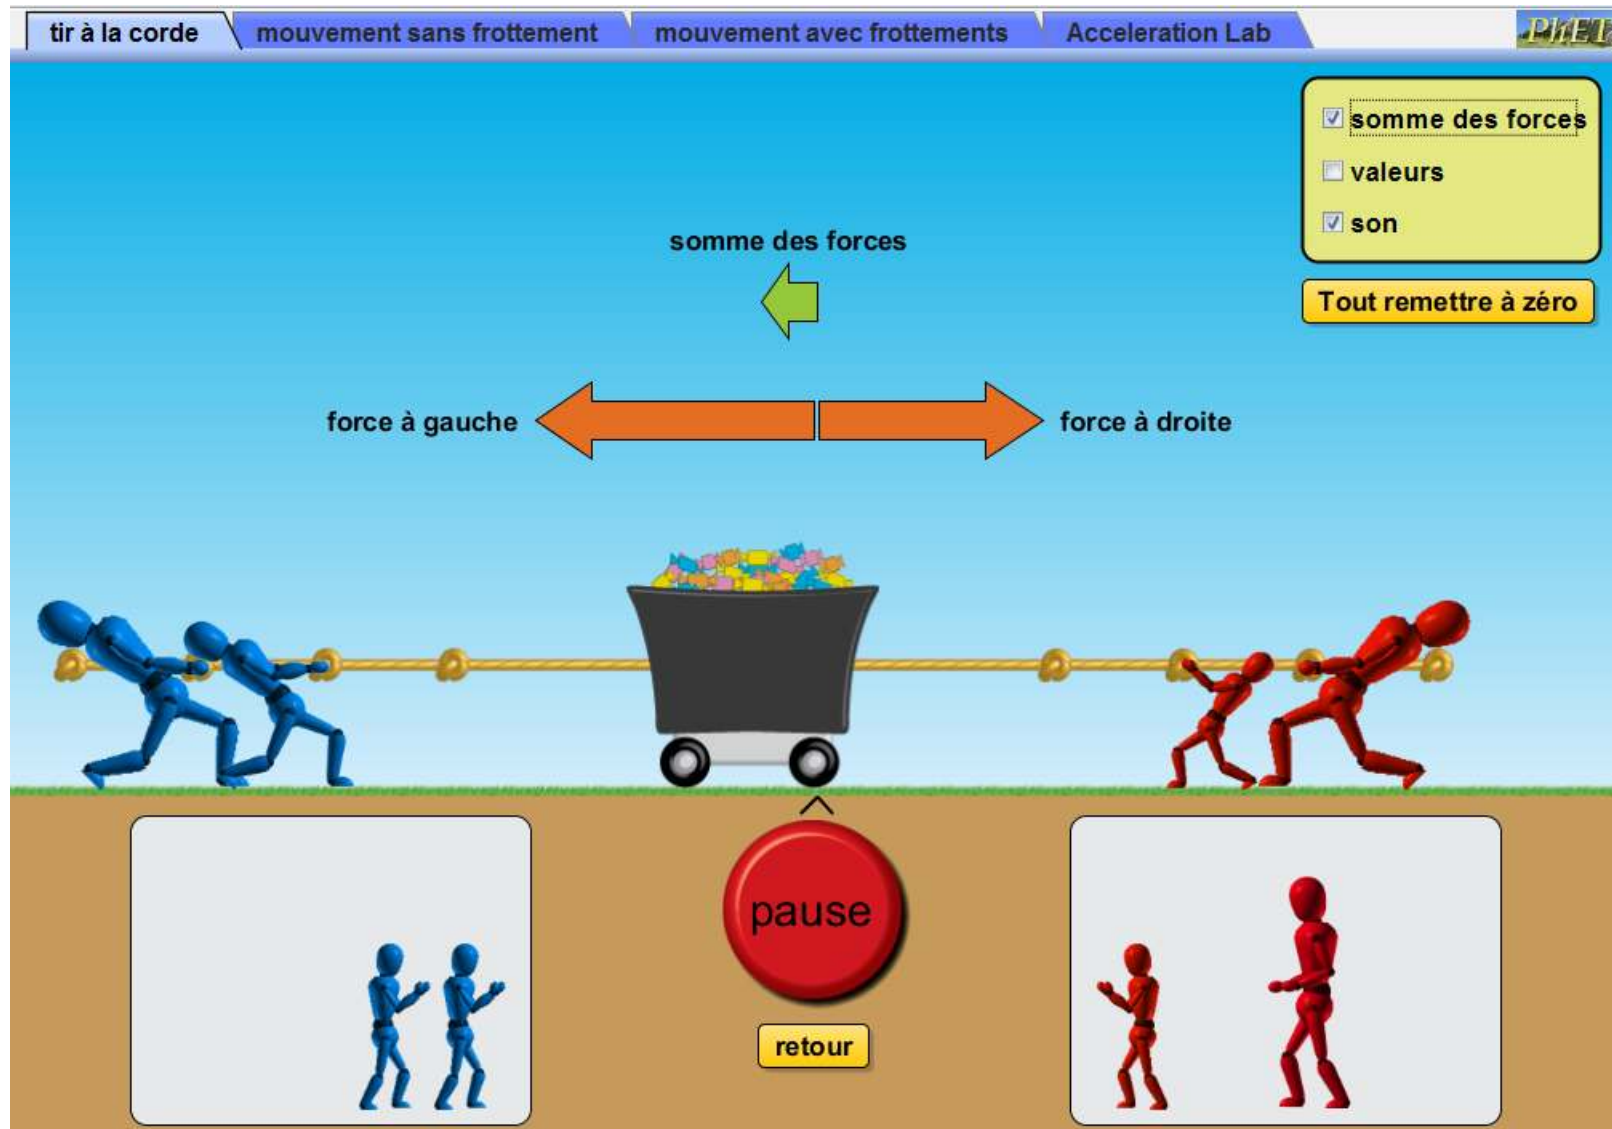 tir à la corde
mouvement sans frottement
mouvement avec frottements
Acceleration Lab
PhET
somme des forces
valeurs
son
Tout remettre à zéro
somme des forces
force à gauche
force à droite
pause
retour